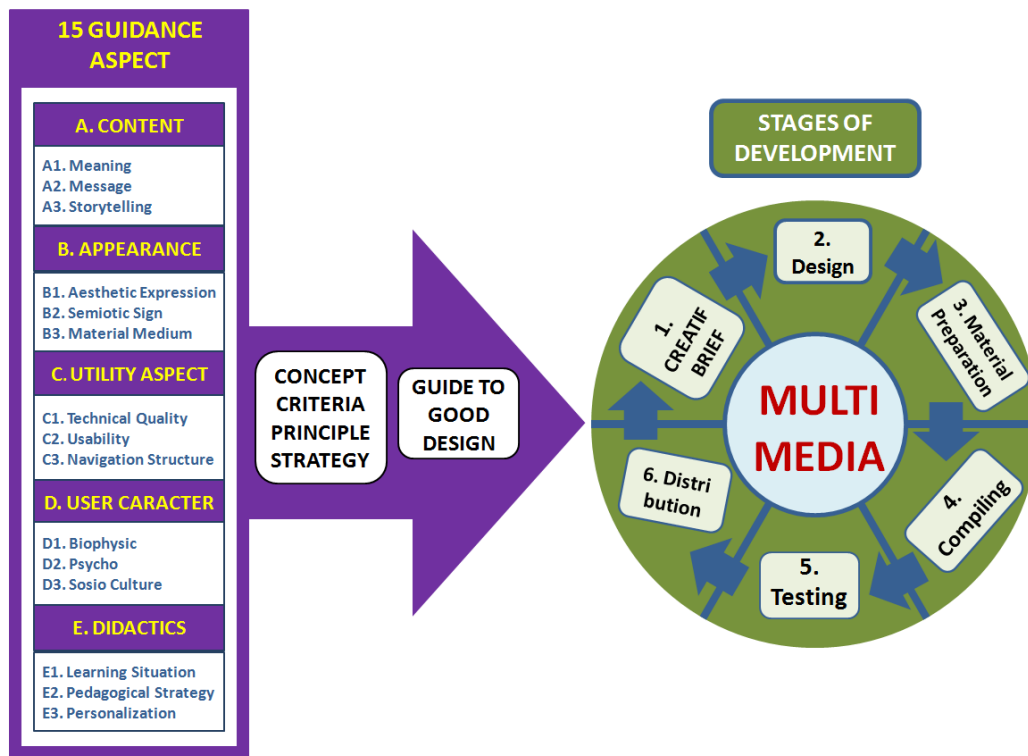 15 GUIDANCE
ASPECT
A. CONTENT
A1. Meaning
A2. Message
A3. Storytelling
B. APPEARANCE
B1. Aesthetic Expression
B2. Semiotic Sign
B3. Material Medium
C. UTILITY ASPECT
C1. Technical Quality
C2. Usability
C3. Navigation Structure
D. USER CARACTER
D1. Biophysic
D2. Psycho
D3. Sosio Culture
E. DIDACTICS
E1. Learning Situation
E2. Pedagogical Strategy
E3. Personalization
CONCEPT
CRITERIA
PRINCIPLE
STRATEGY
GUIDE TO
GOOD
DESIGN
STAGES OF
DEVELOPMENT
1.
CREATIF
BRIEF
2.
Design
3. Material
Preparation
4.
Compiling
5.
Testing
6. Distri
bution
MULTI
MEDIA